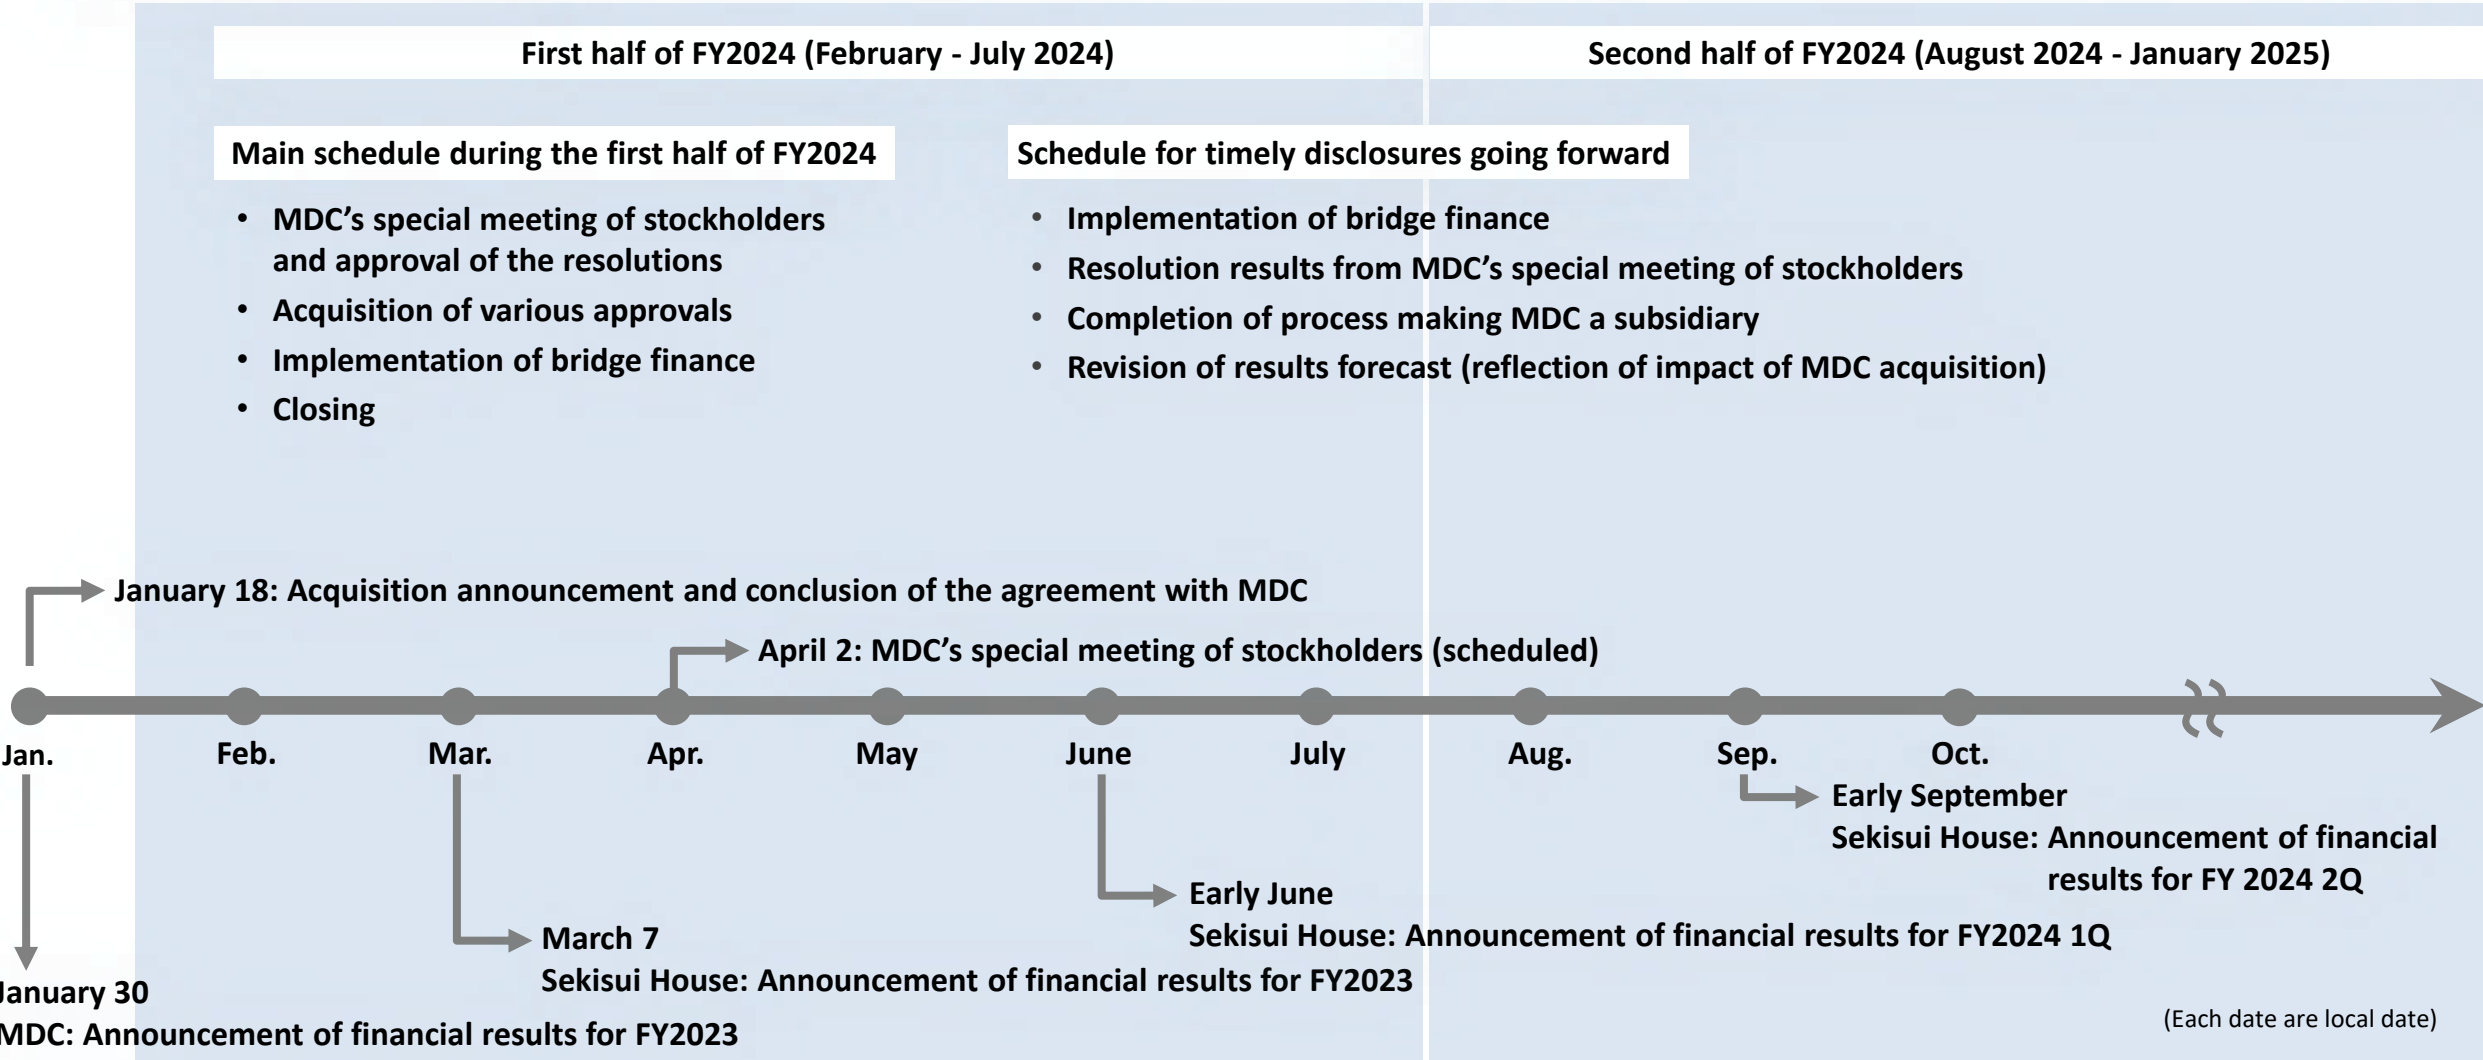 First half of FY2024 (February - July 2024)
Second half of FY2024 (August 2024 - January 2025)
Main schedule during the first half of FY2024
• MDC’s special meeting of stockholders
and approval of the resolutions
• Acquisition of various approvals
• Implementation of bridge finance
• Closing
Schedule for timely disclosures going forward
• Implementation of bridge finance
• Resolution results from MDC’s special meeting of stockholders
• Completion of process making MDC a subsidiary
• Revision of results forecast (reflection of impact of MDC acquisition)
January 18: Acquisition announcement and conclusion of the agreement with MDC
April 2: MDC’s special meeting of stockholders (scheduled)
Jan.
Feb.
Mar.
Apr.
May
June
July
Aug.
Sep.
Oct.
Early September
Sekisui House: Announcement of financial
results for FY 2024 2Q
Early June
Sekisui House: Announcement of financial results for FY2024 1Q
March 7
Sekisui House: Announcement of financial results for FY2023
January 30
MDC: Announcement of financial results for FY2023
(Each date are local date)